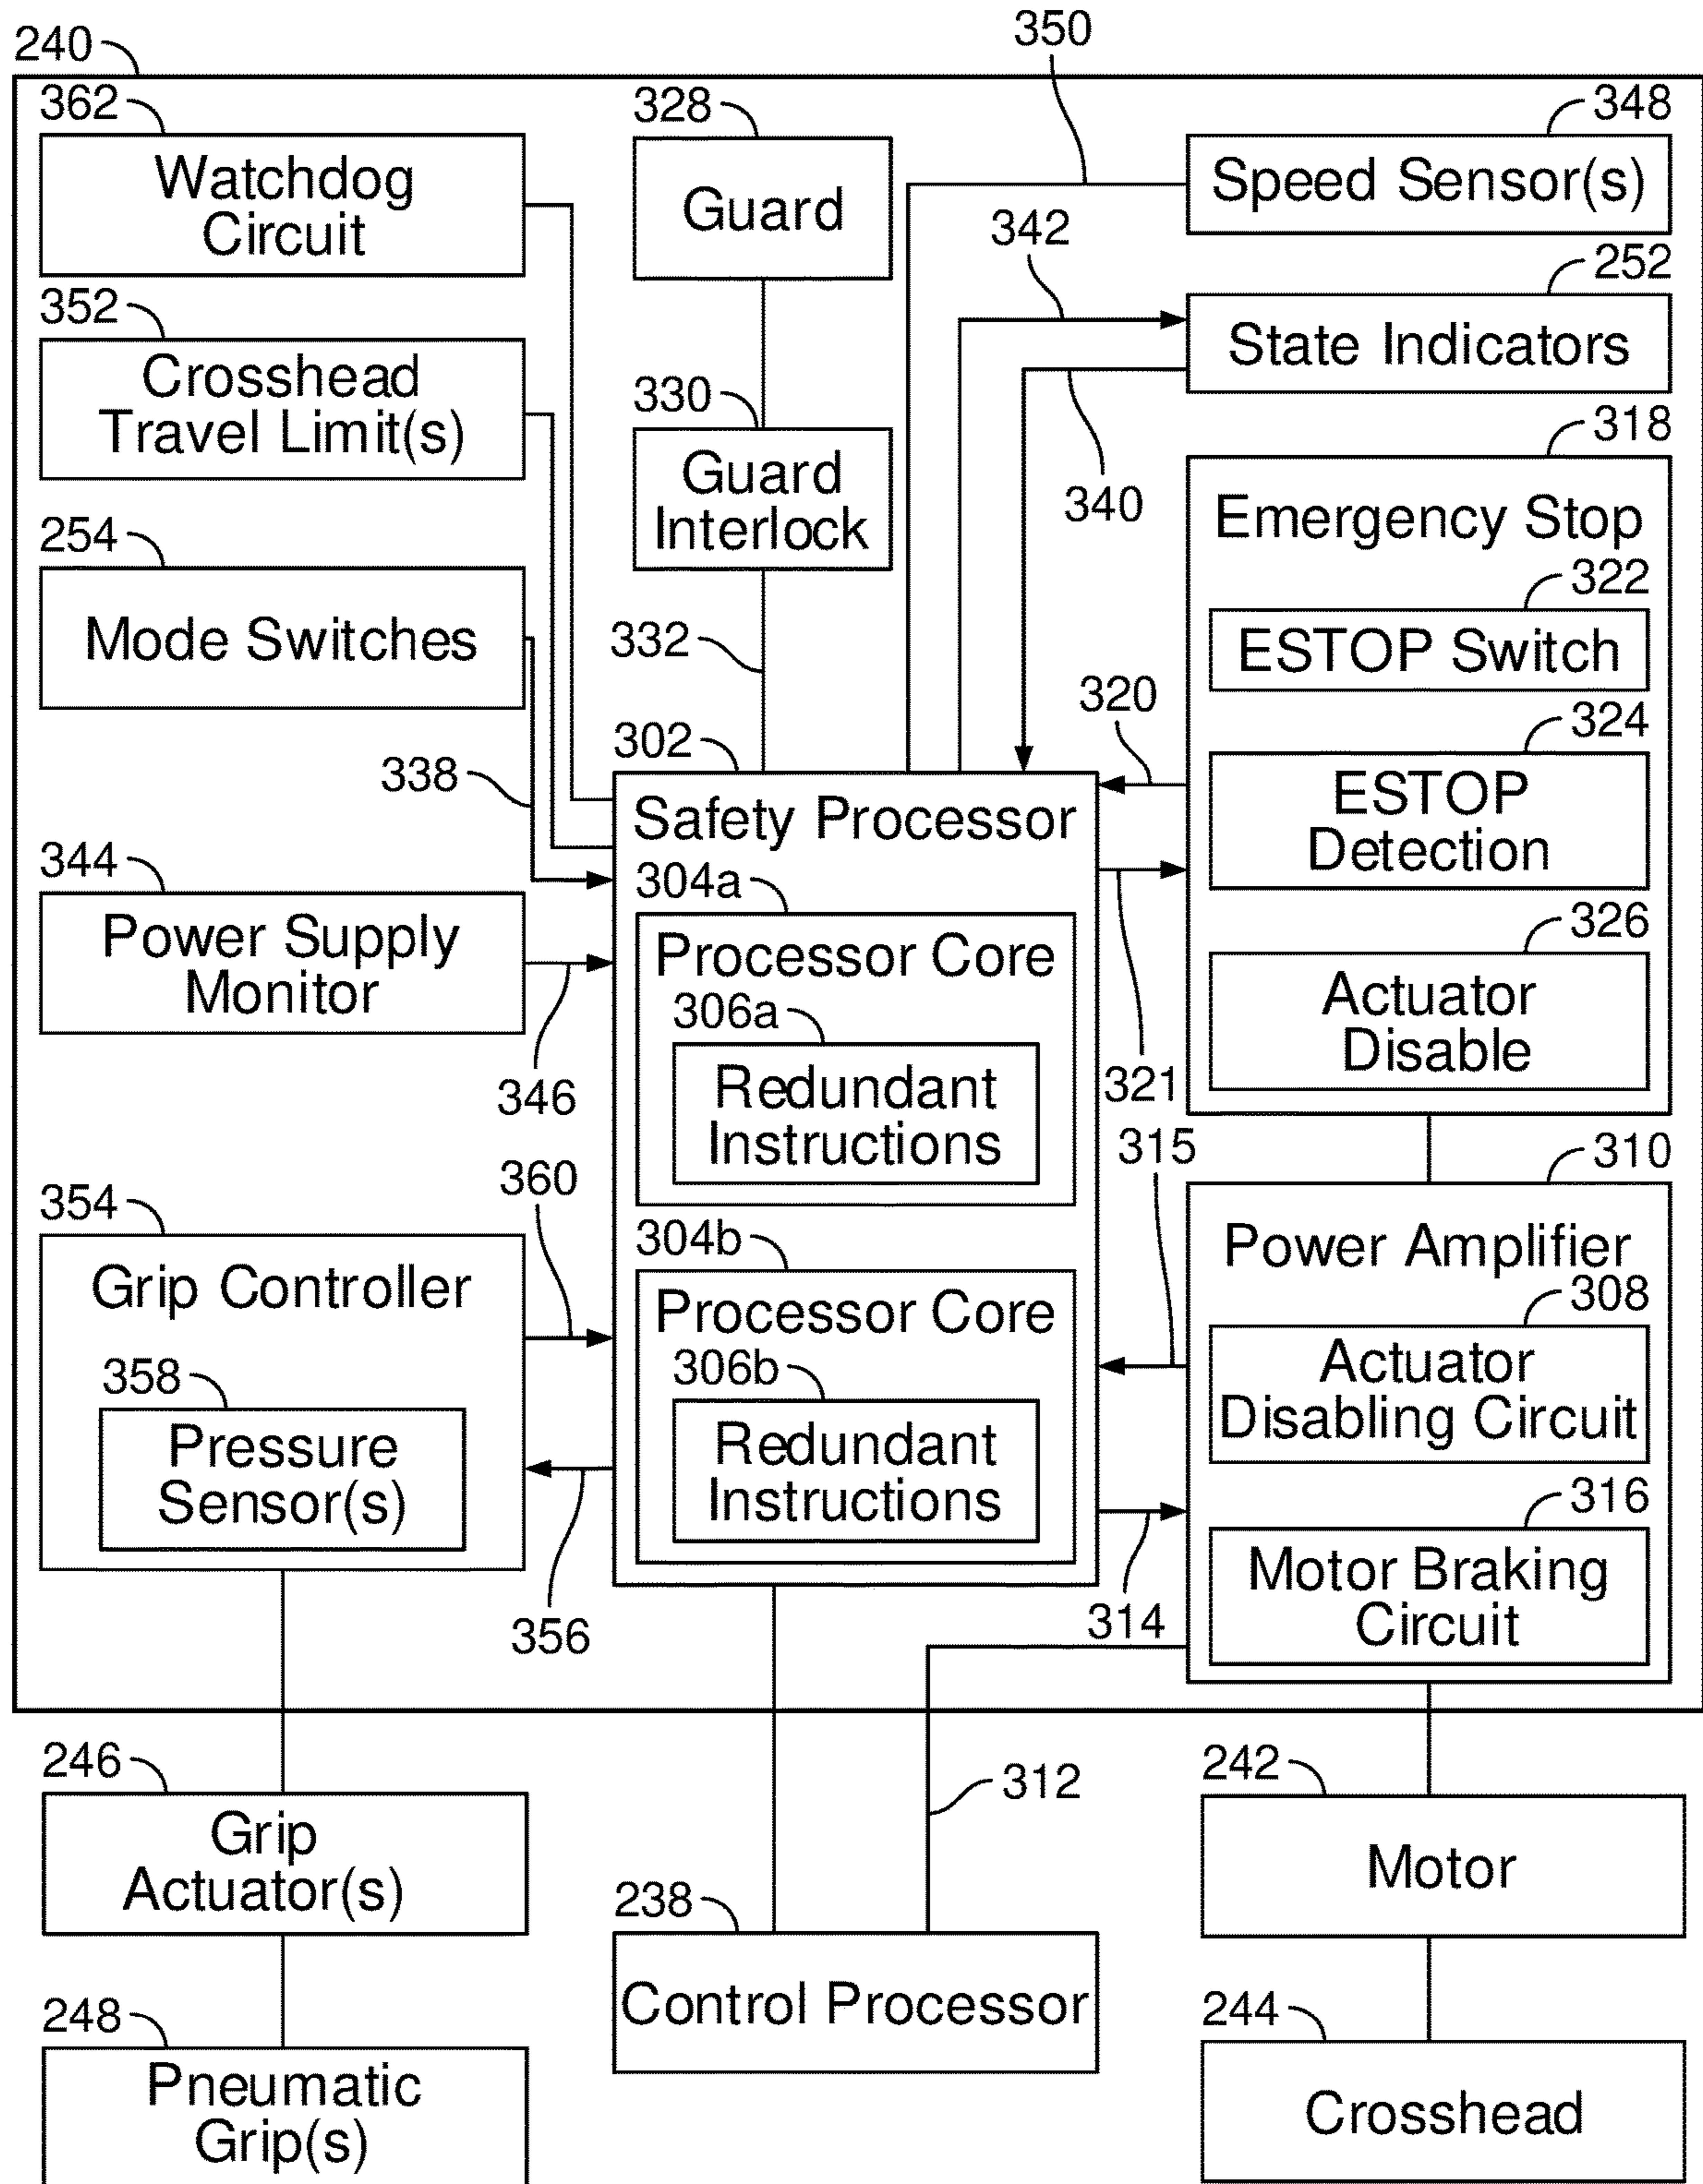 240
350
362
Watchdog
Circuit
328
Guard
348
Speed Sensor(s)
342
252
State Indicators
352
Crosshead
Travel Limit(s)
330
Guard
Interlock
340
318
Emergency Stop
322
ESTOP Switch
254
Mode Switches
332
320
324
ESTOP
Detection
338
302
Safety Processor
344
Power Supply
Monitor
346
304a
Processor Core
306a
Redundant
Instructions
321
326
Actuator
Disable
315
310
Power Amplifier
308
Actuator
Disabling Circuit
354
Grip Controller
360
358
Pressure
Sensor(s)
356
304b
Processor Core
306b
Redundant
Instructions
314
316
Motor Braking
Circuit
246
Grip
Actuator(s)
312
242
Motor
248
Pneumatic
Grip(s)
238
Control Processor
244
Crosshead